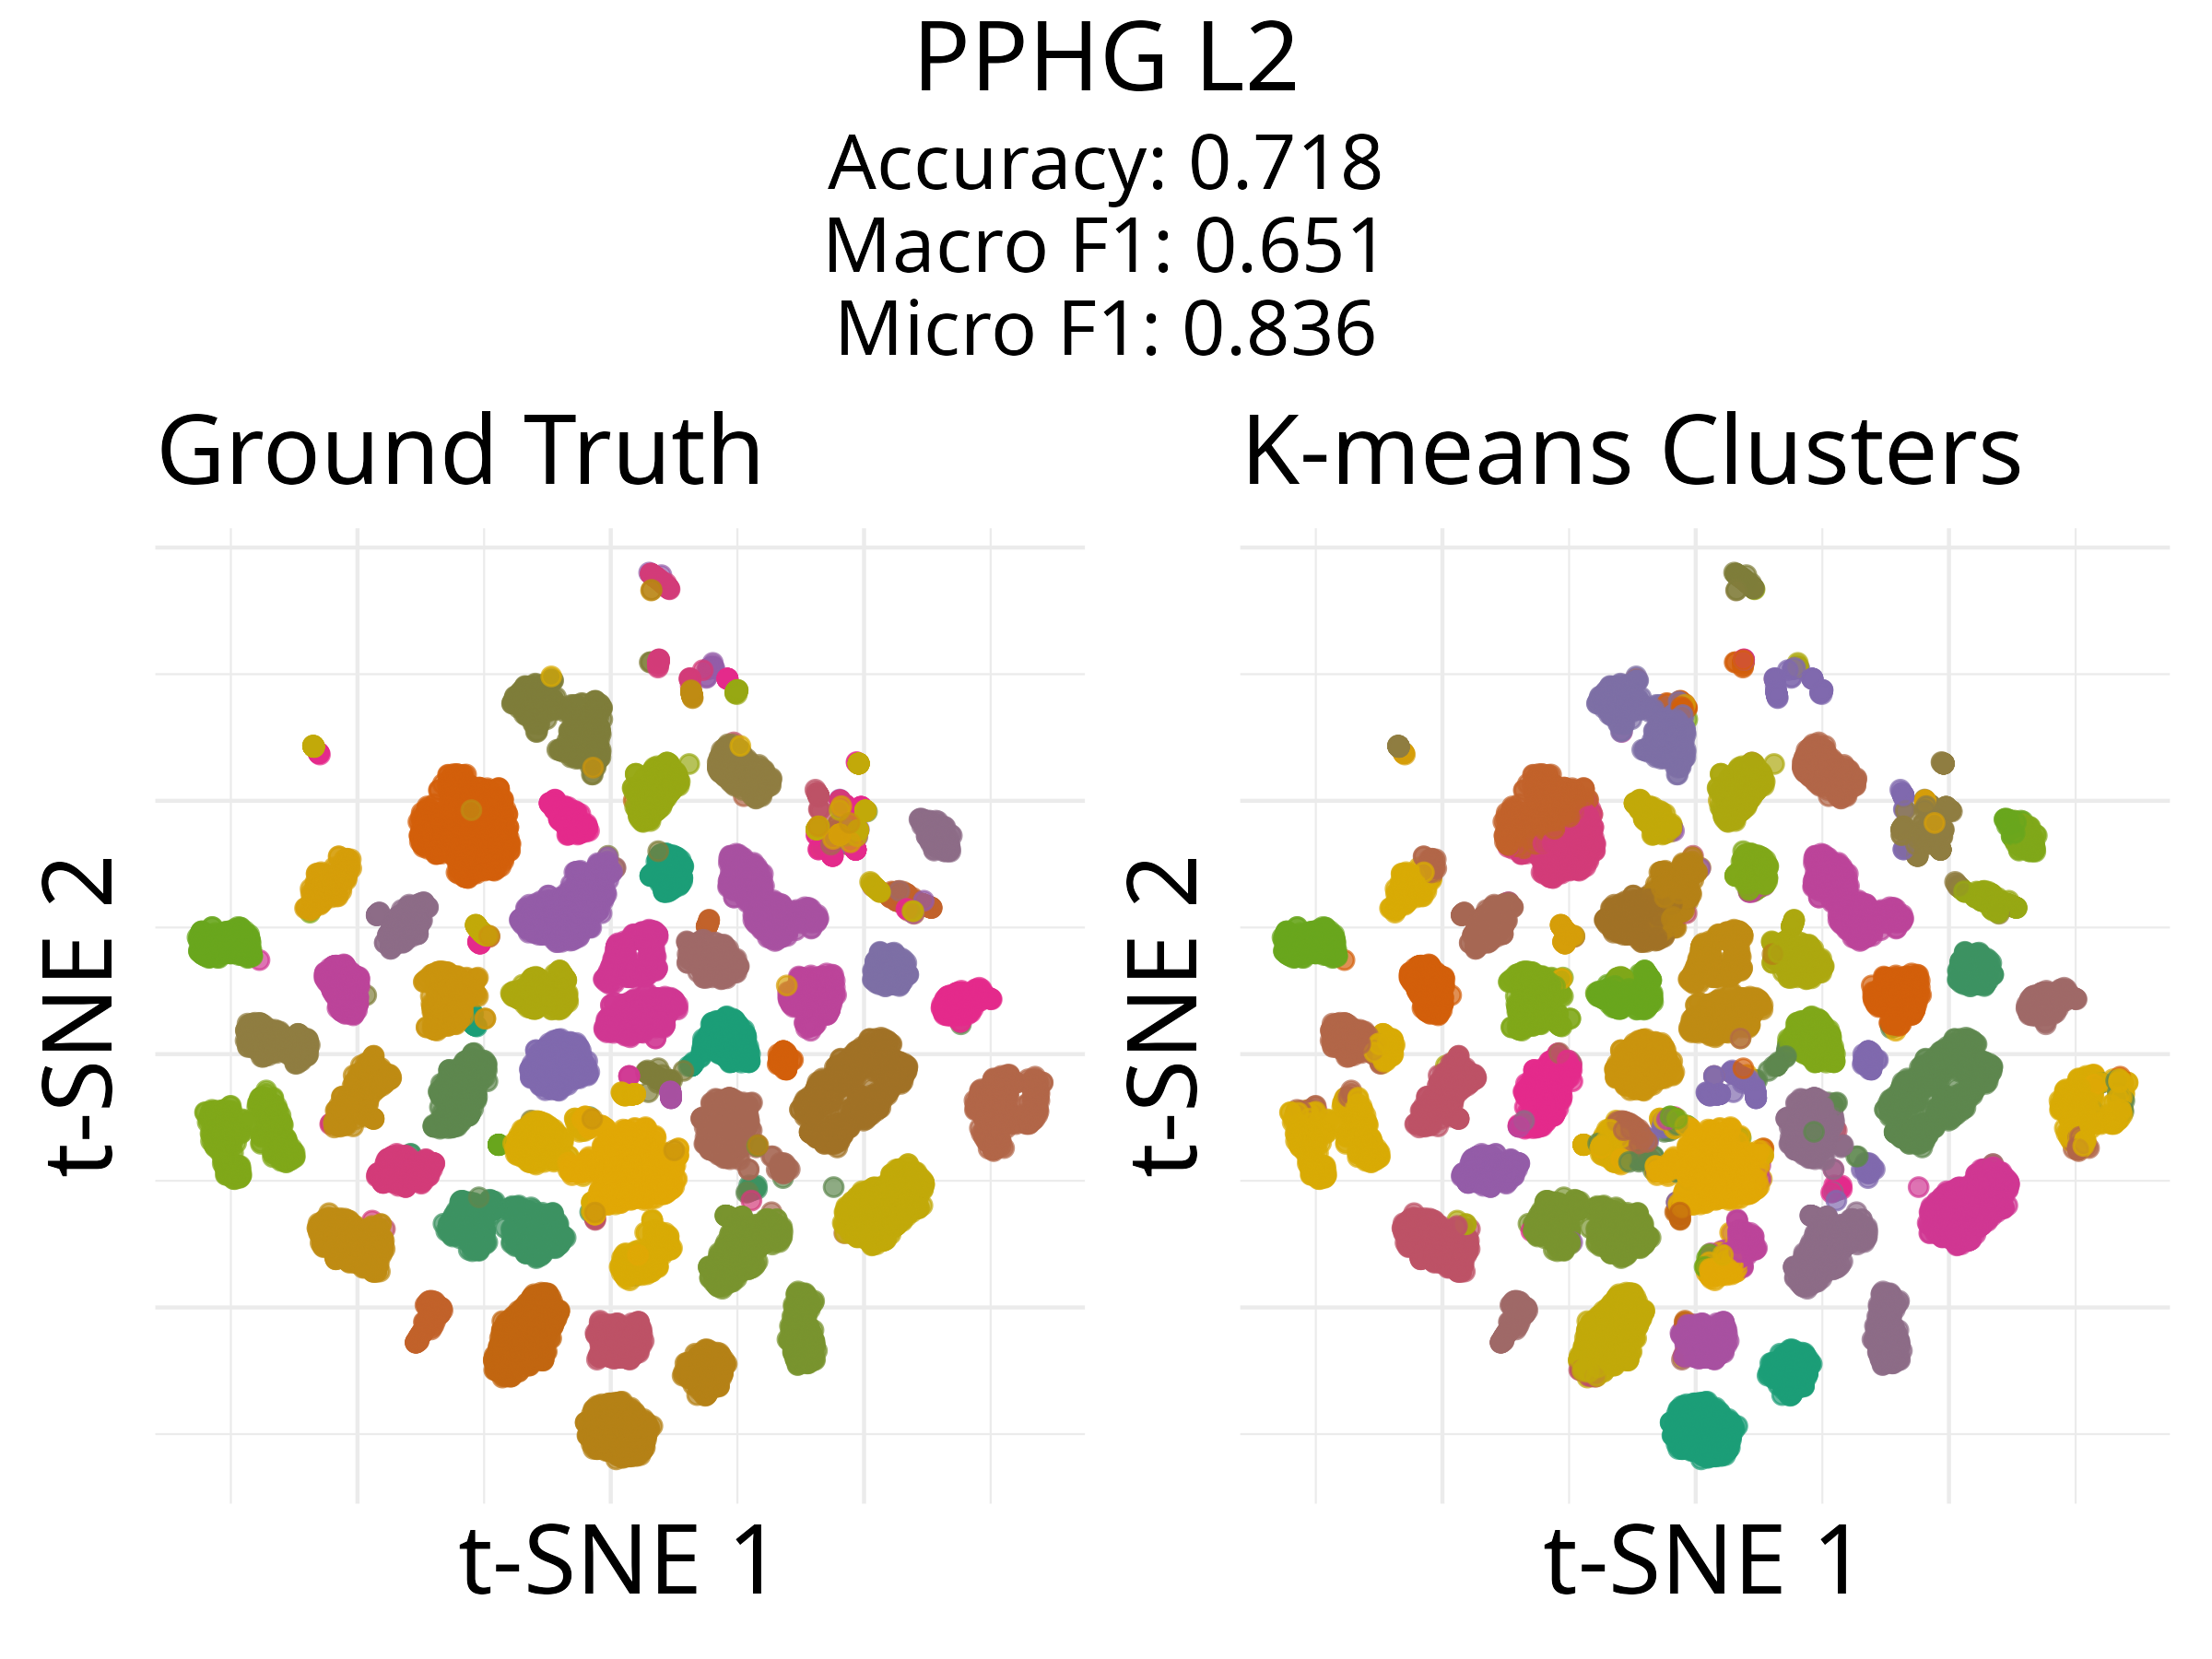 PPHG L2
Accuracy: 0.718
Macro F1: 0.651
Micro F1: 0.836
Ground Truth
K-means Clusters
t-SNE 2
t-SNE 2
t-SNE 1
t-SNE 1